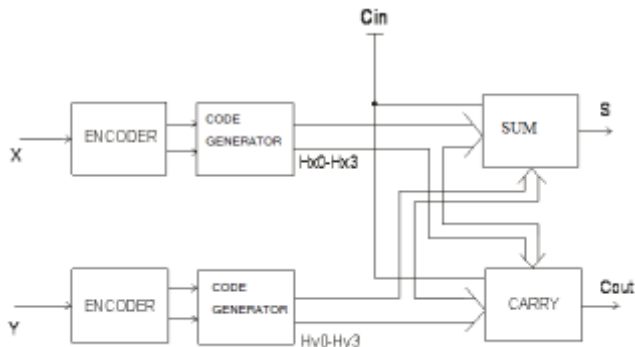 Cin
X
ENCODER
CODE
GENERATOR
Hx0-Hx3
SUM
S
Y
ENCODER
CODE
GENERATOR
Hy0-Hy3
CARRY
Cout